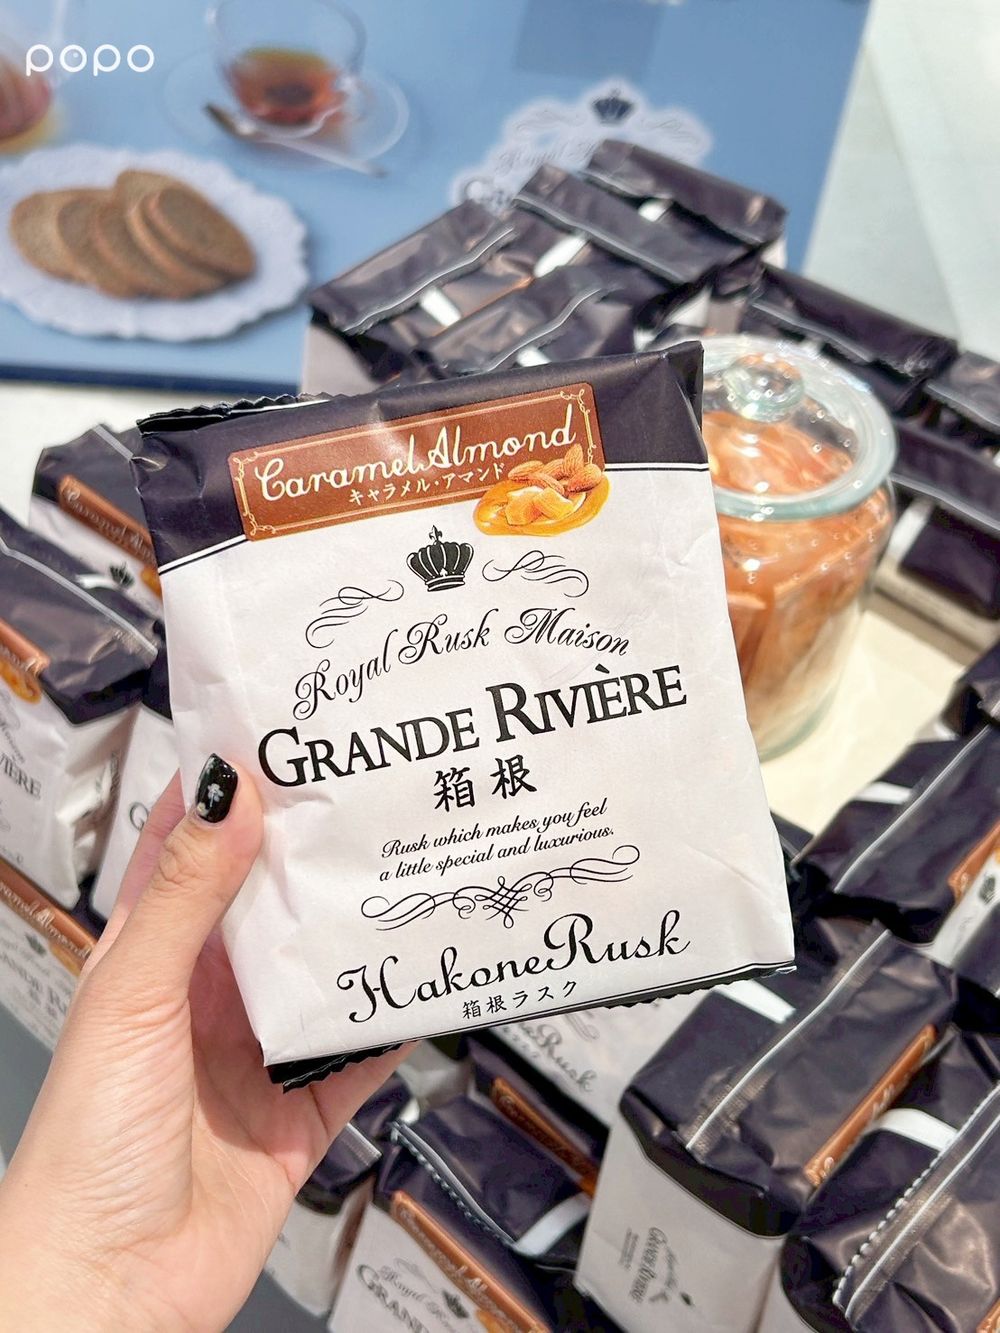 popo
Caramel Almond
キャラメル・アマンド
Royal Rusk Maison
GRANDE RIVIÈRE
箱根
Rusk which makes you feel
a little special and luxurious.
Hakone Rusk
箱根ラスク